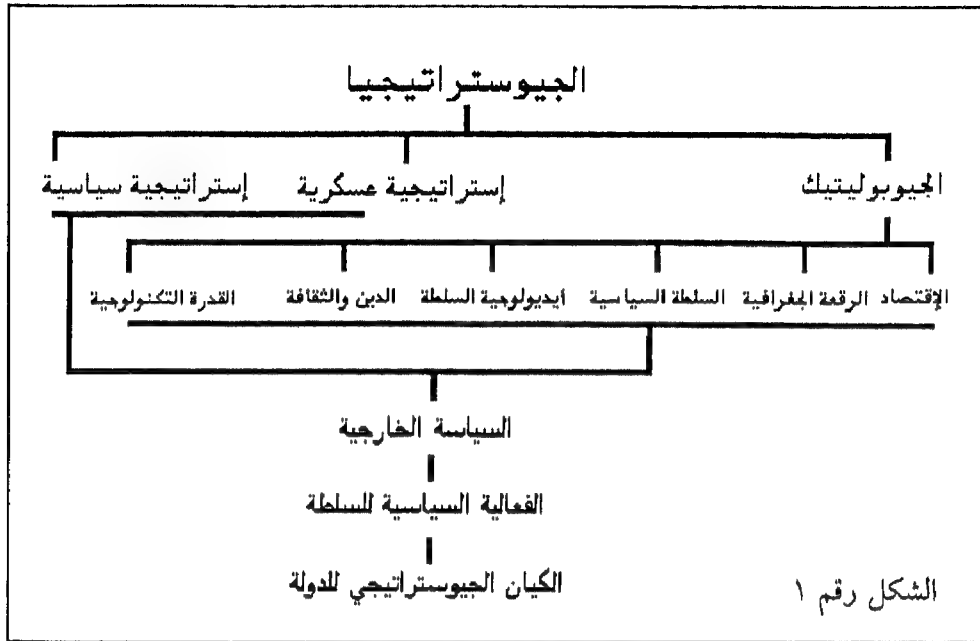 الجيوستراتيجيا
الجيوبوليتيك إستراتيجية عسكرية إستراتيجية سياسية
الإقتصاد الرقعة الجغرافية السلطة السياسية أيديولوجية السلطة الدين والثقافة القدرة التكنولوجية
السياسة الخارجية
الفعالية السياسية للسلطة
الكيان الجيوستراتيجي للدولة
الشكل رقم ١